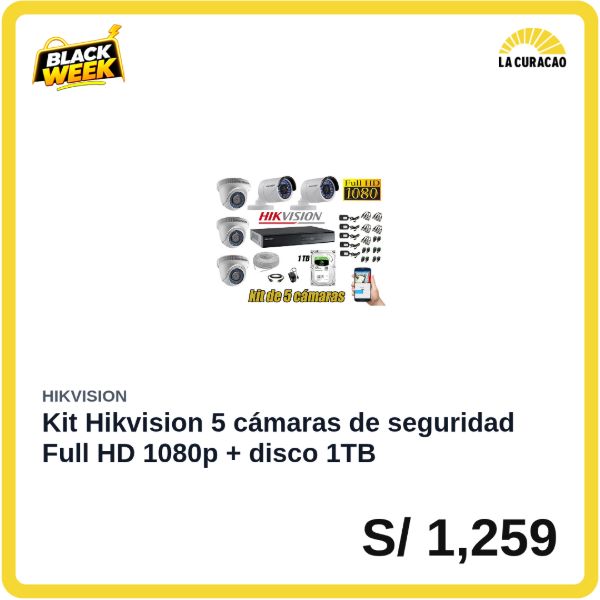 BLACK
WEEK
LA CURACAO
Full HD
1080
HIKVISION
1 TB
kit de 5 cámaras
HIKVISION
Kit Hikvision 5 cámaras de seguridad
Full HD 1080p + disco 1TB
S/ 1,259